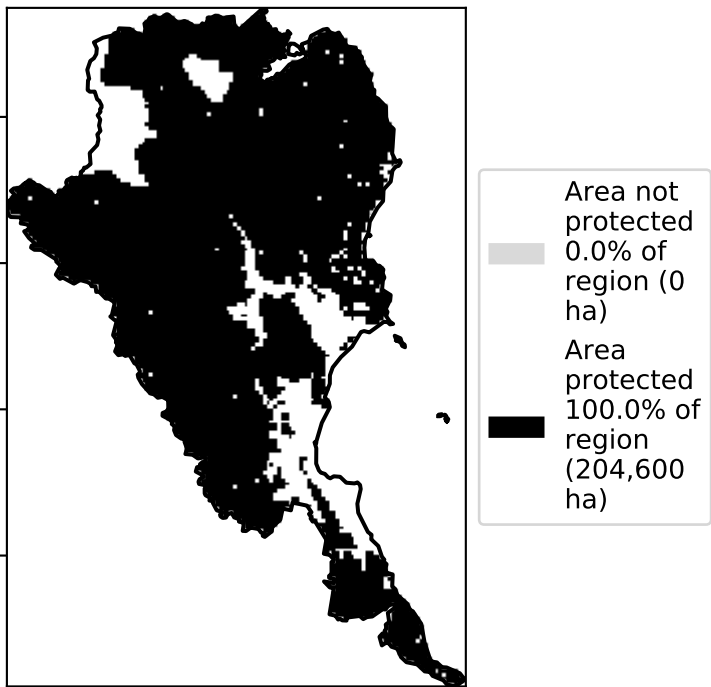 Area not
protected
0.0% of
region (0
ha)
Area
protected
100.0% of
region
(204,600
ha)